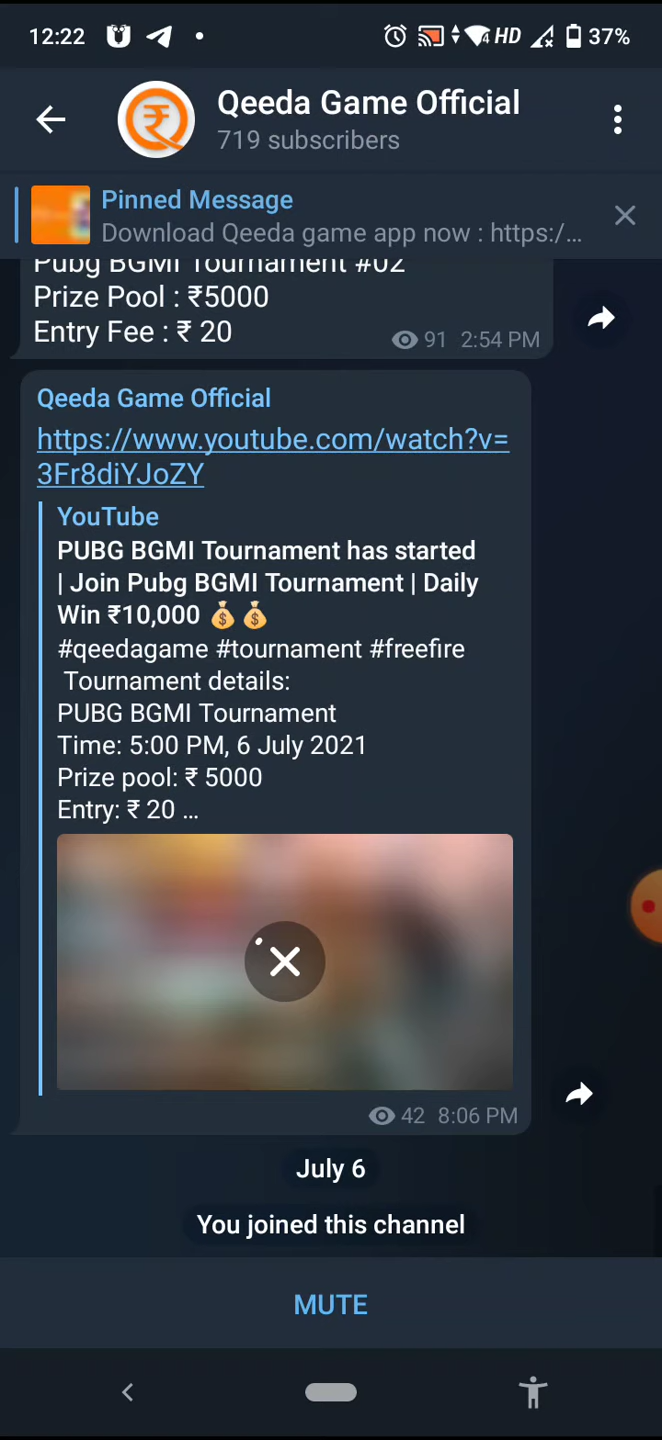 12:22
HD
37%
Qeeda Game Official
719 subscribers
Pinned Message
Download Qeeda game app now : https:/...
Pubg BGMI Tournament #02
Prize Pool : ₹5000
Entry Fee : ₹ 20
91 2:54 PM
Qeeda Game Official
https://www.youtube.com/watch?v=
3Fr8diYJoZY
YouTube
PUBG BGMI Tournament has started
| Join Pubg BGMI Tournament | Daily
Win ₹10,000 💰💰
#qeedagame #tournament #freefire
Tournament details:
PUBG BGMI Tournament
Time: 5:00 PM, 6 July 2021
Prize pool: ₹ 5000
Entry: ₹ 20 ...
42 8:06 PM
July 6
You joined this channel
MUTE